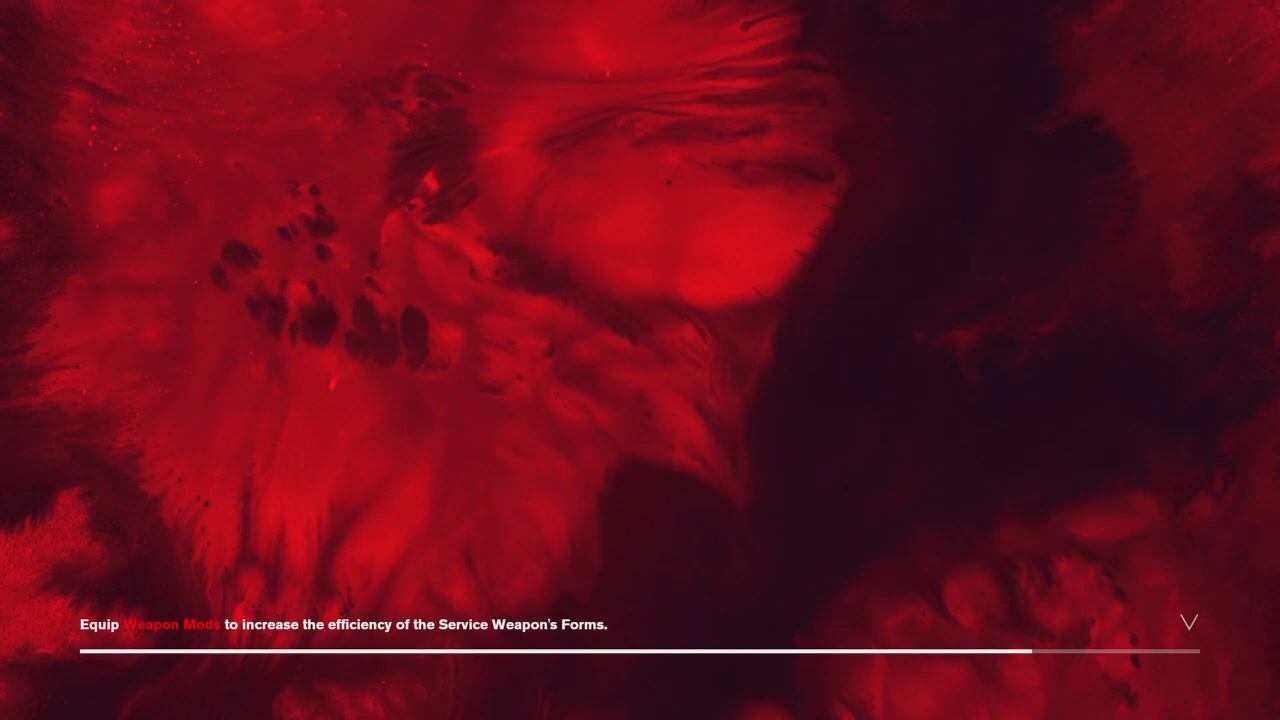 Equip Weapon Mods to increase the efficiency of the Service Weapon's Forms.